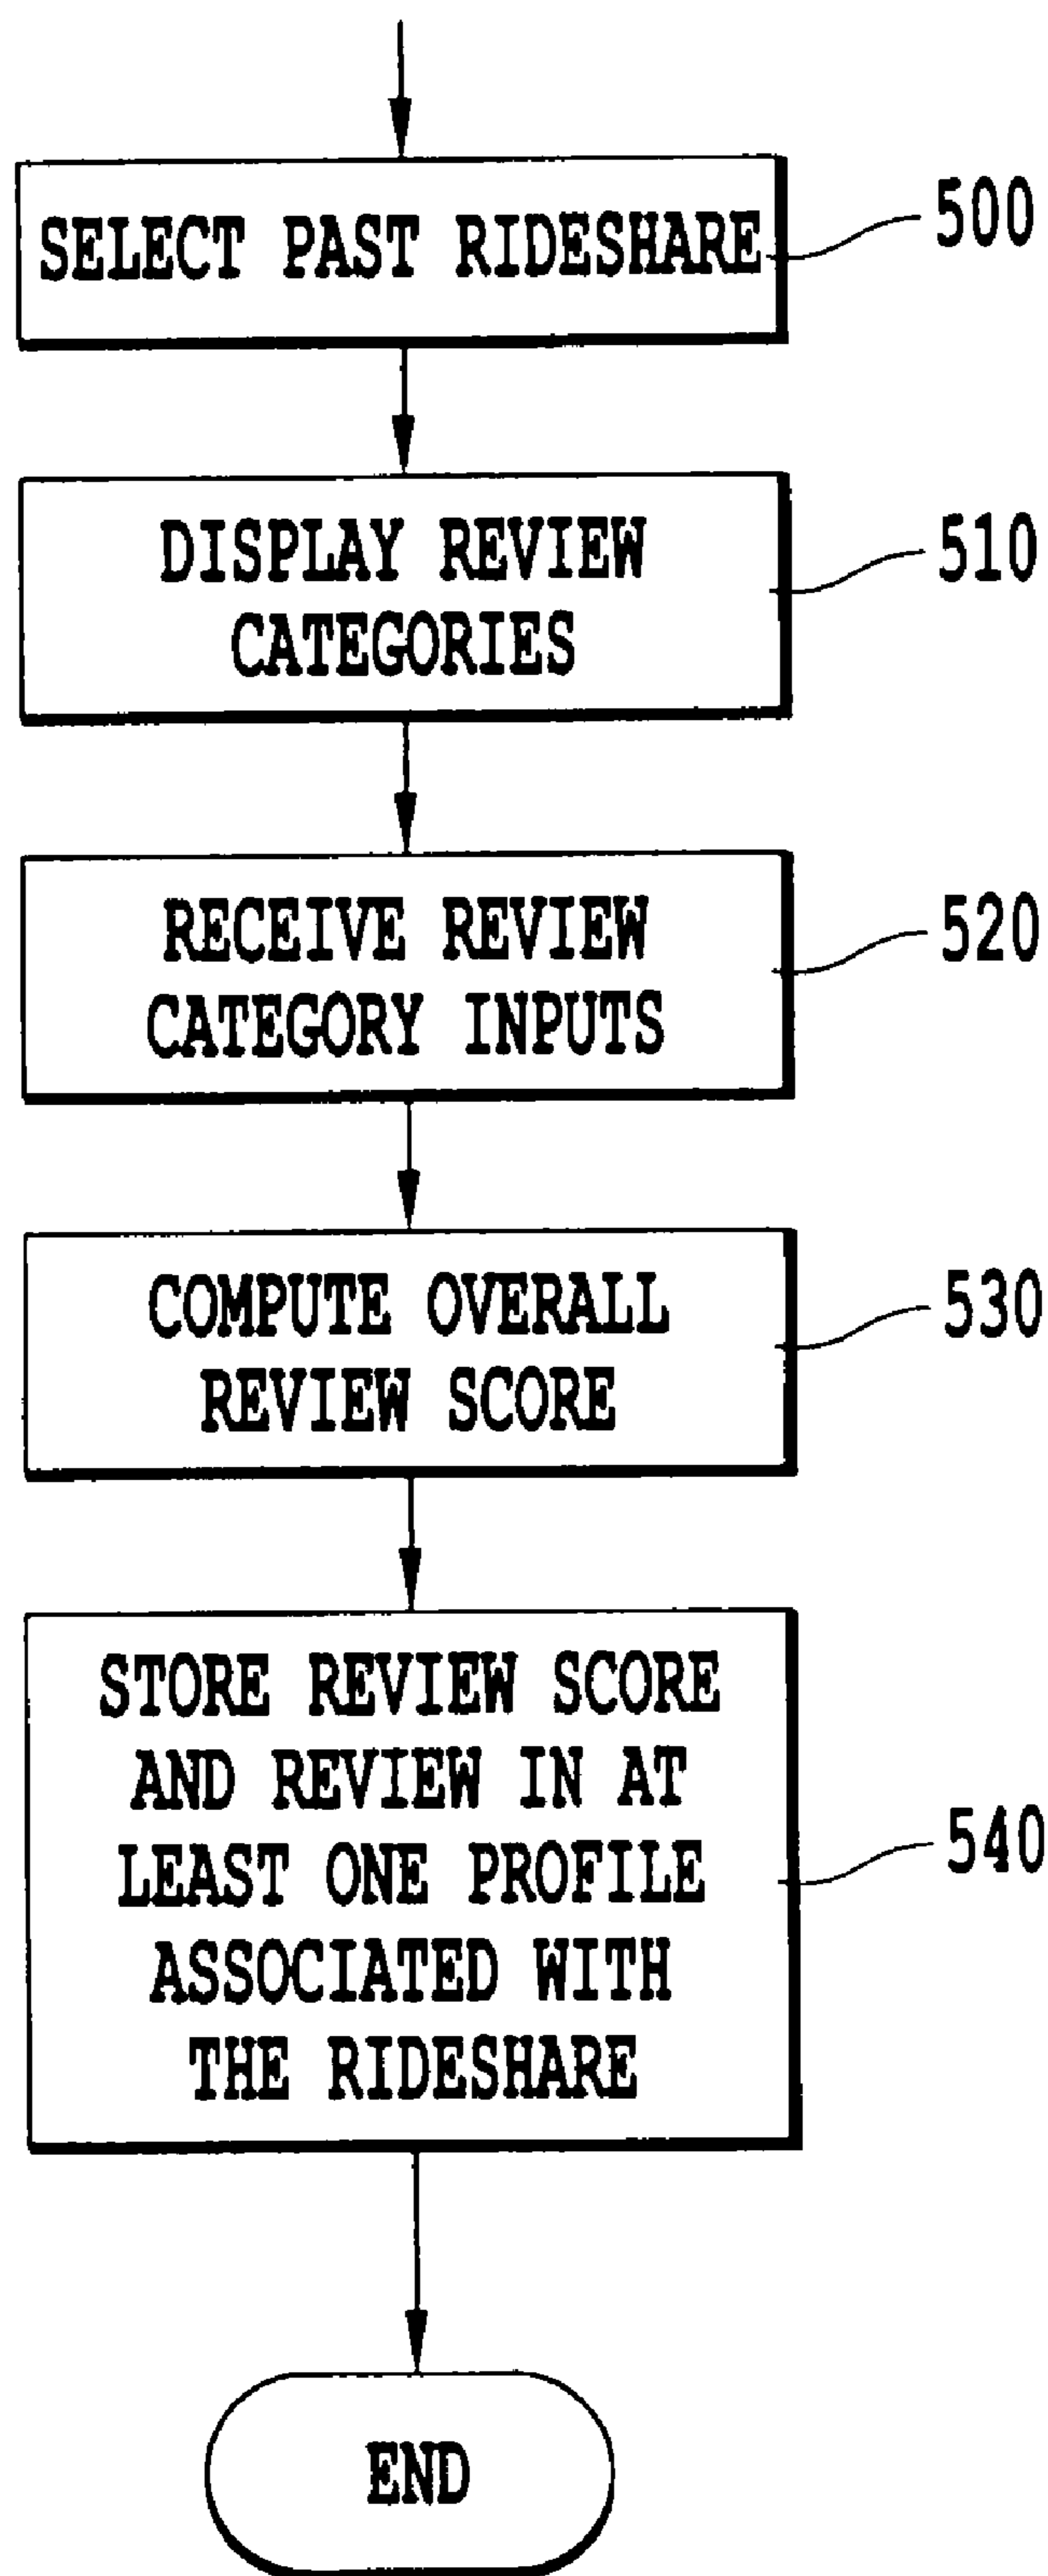 SELECT PAST RIDESHARE
500
DISPLAY REVIEW
CATEGORIES
510
RECEIVE REVIEW
CATEGORY INPUTS
520
COMPUTE OVERALL
REVIEW SCORE
530
STORE REVIEW SCORE
AND REVIEW IN AT
LEAST ONE PROFILE
ASSOCIATED WITH
THE RIDESHARE
540
END